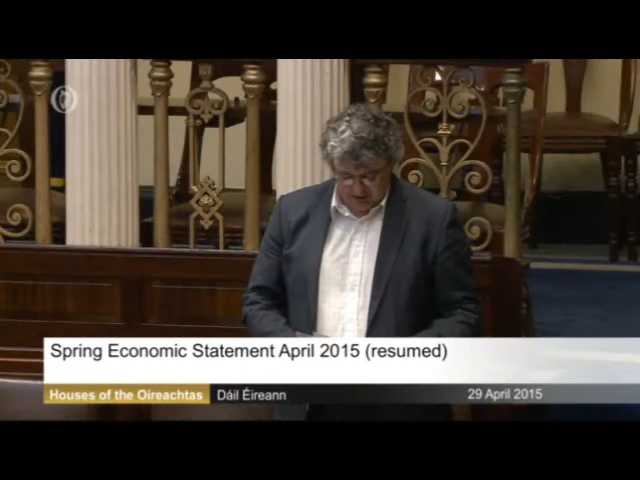 Spring Economic Statement April 2015 (resumed)
Houses of the Oireachtas Dáil Éireann 29 April 2015